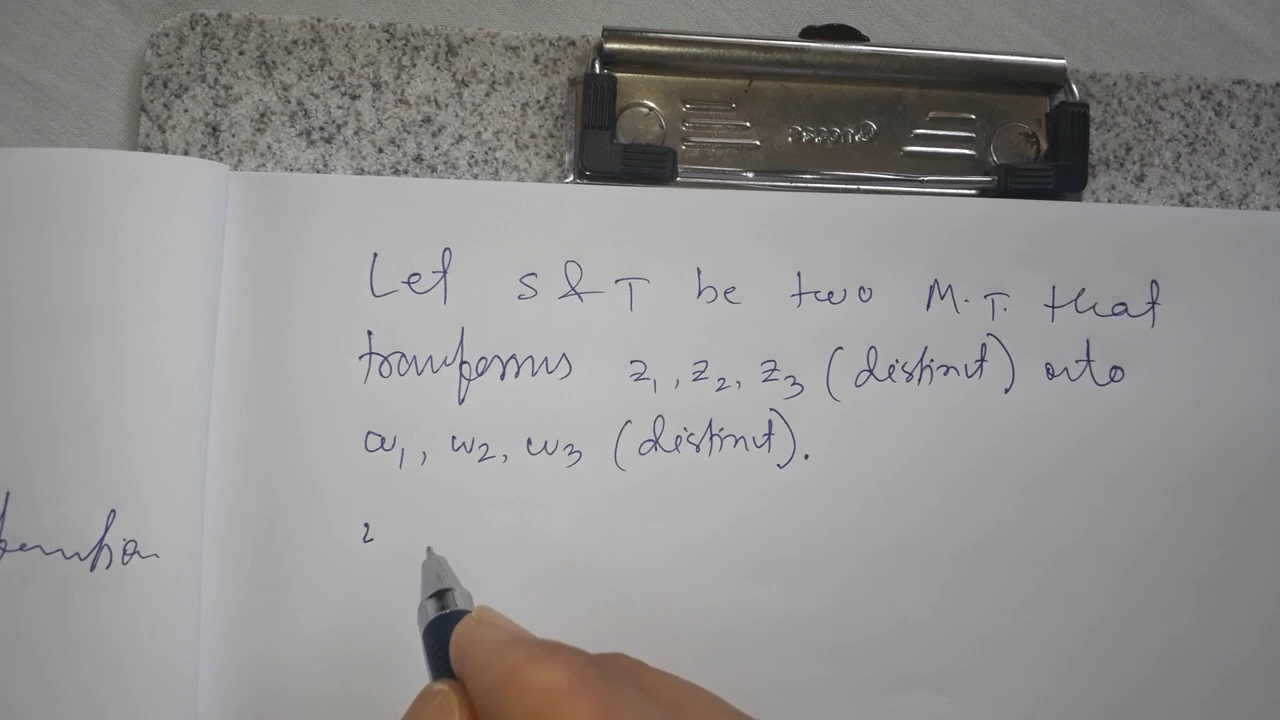 Let S & T be two M.T. that
transforms z₁, z₂, z₃ (distinct) onto
w₁, w₂, w₃ (distinct).